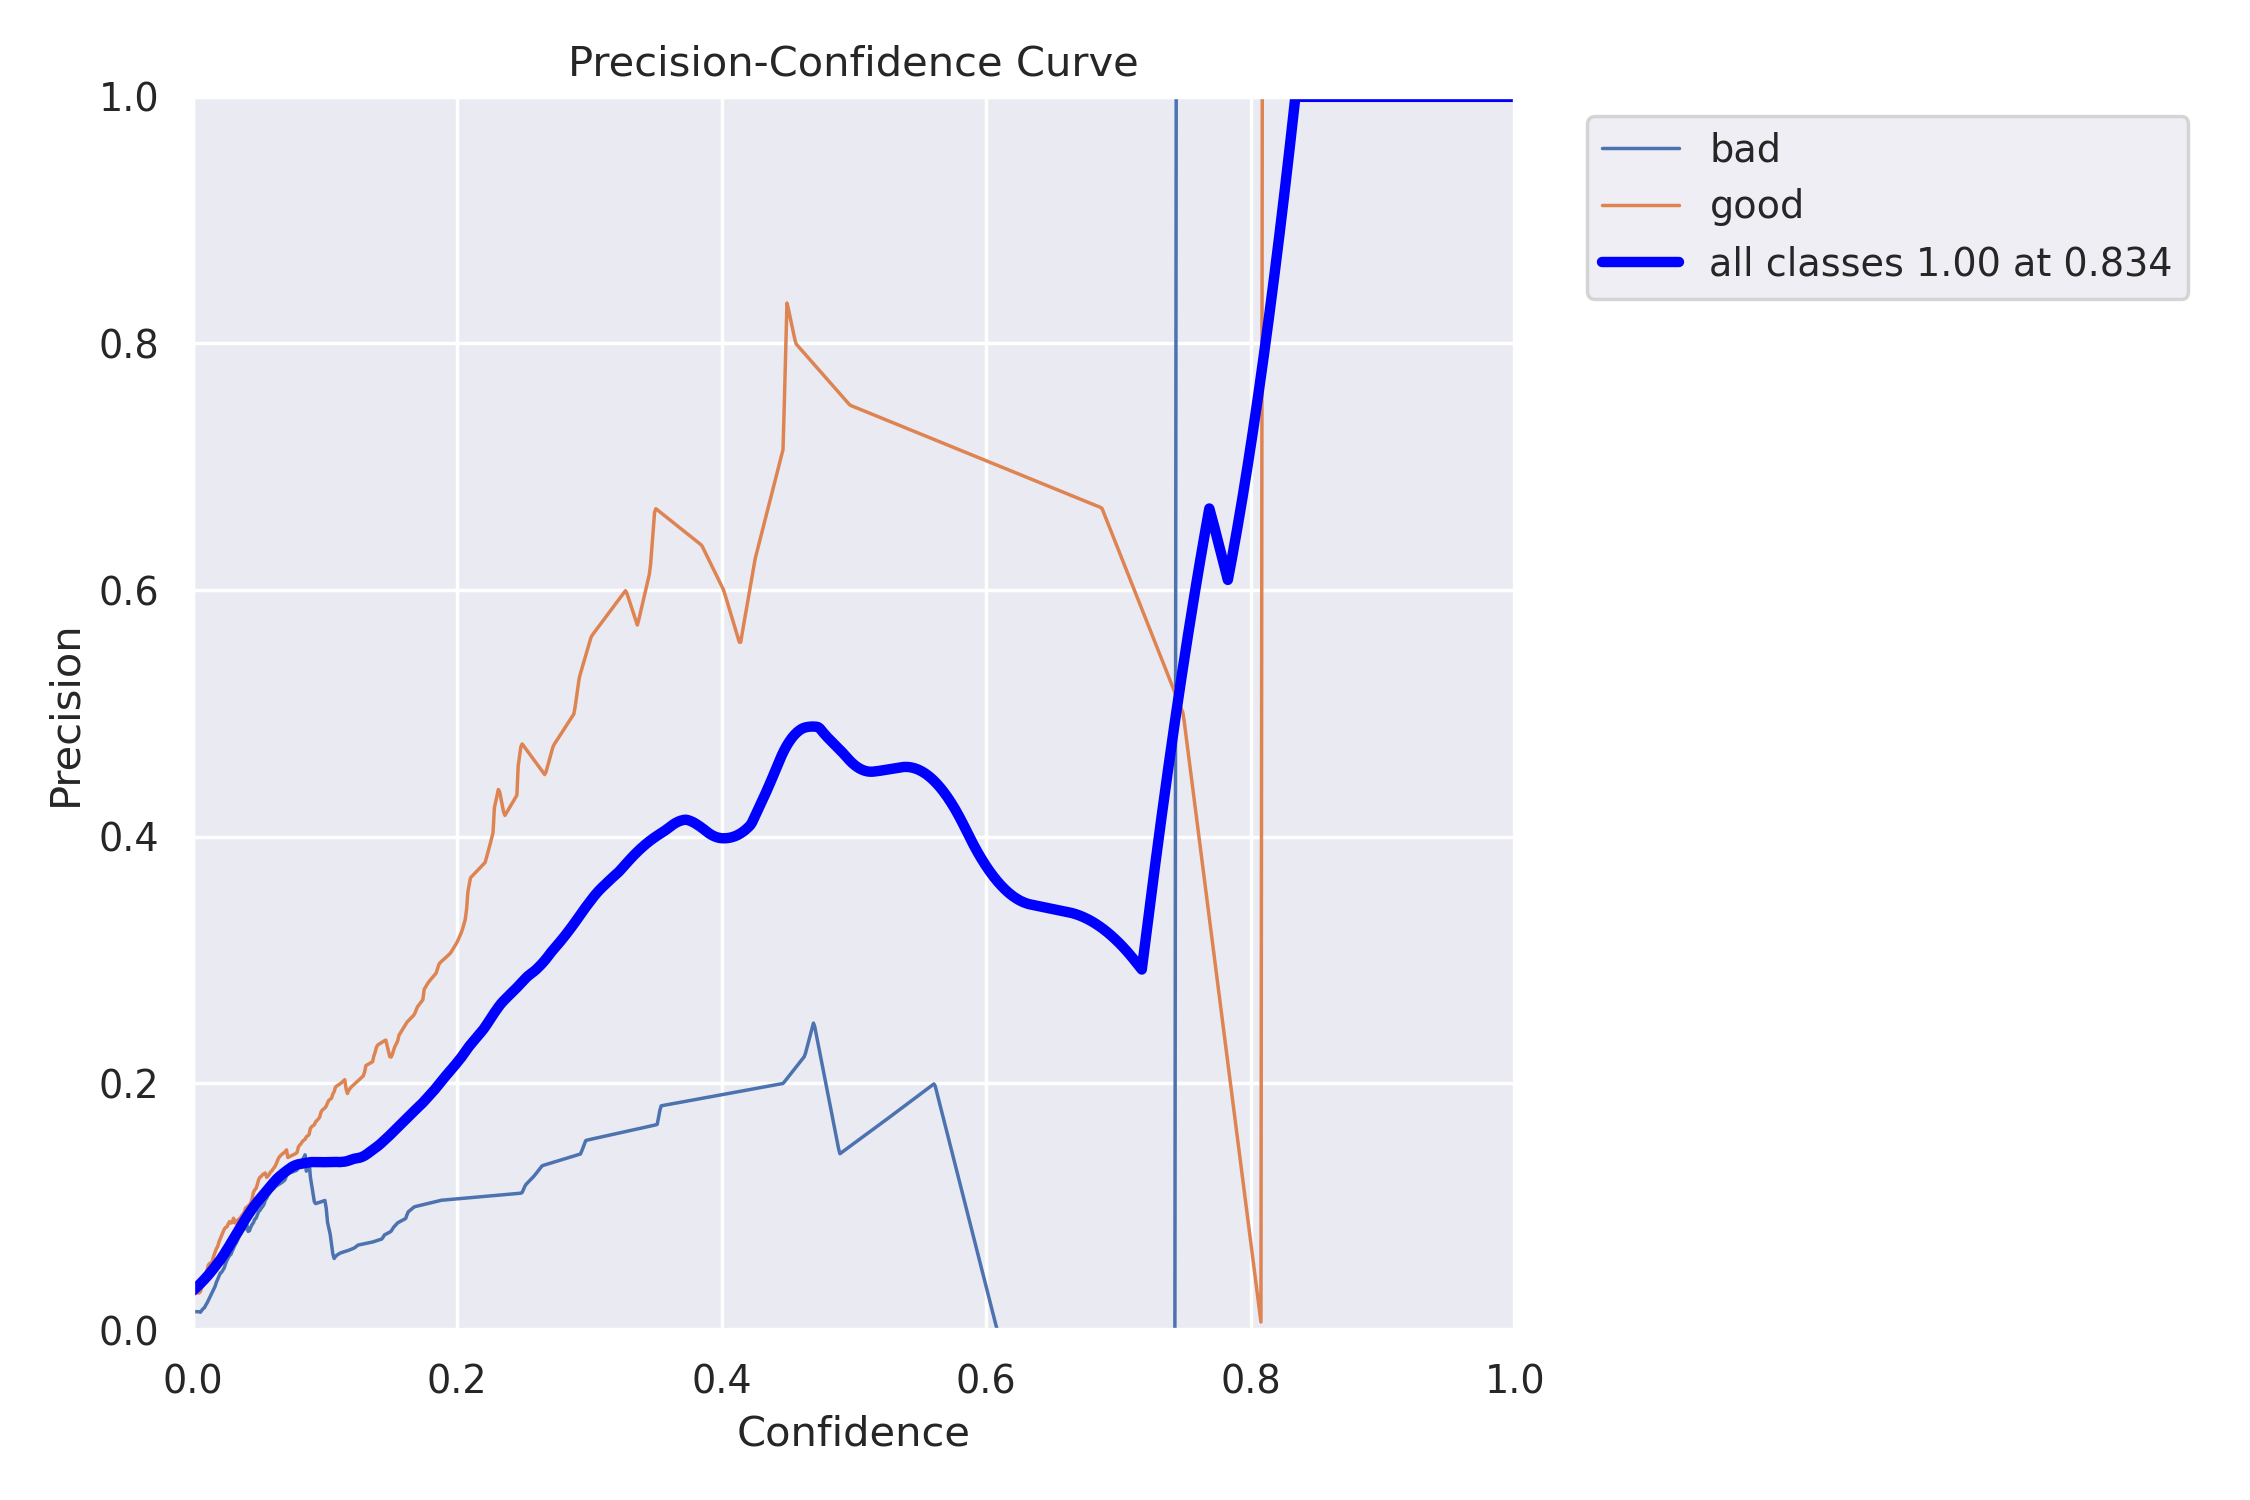 Precision-Confidence Curve
1.0
0.8
0.6
0.4
0.2
0.0
Precision
0.0 0.2 0.4 0.6 0.8 1.0
Confidence
bad
good
all classes 1.00 at 0.834